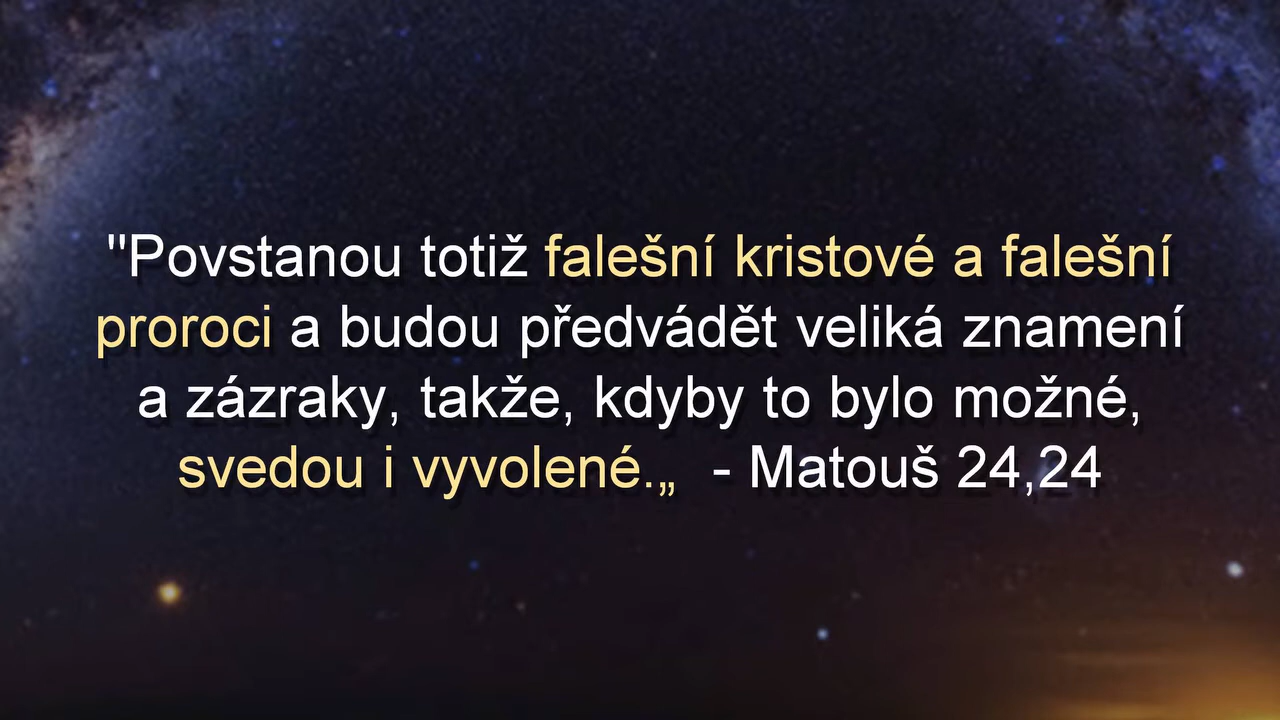 "Povstanou totiž falešní kristové a falešní
proroci a budou předvádět veliká znamení
a zázraky, takže, kdyby to bylo možné,
svedou i vyvolené.„ - Matouš 24,24